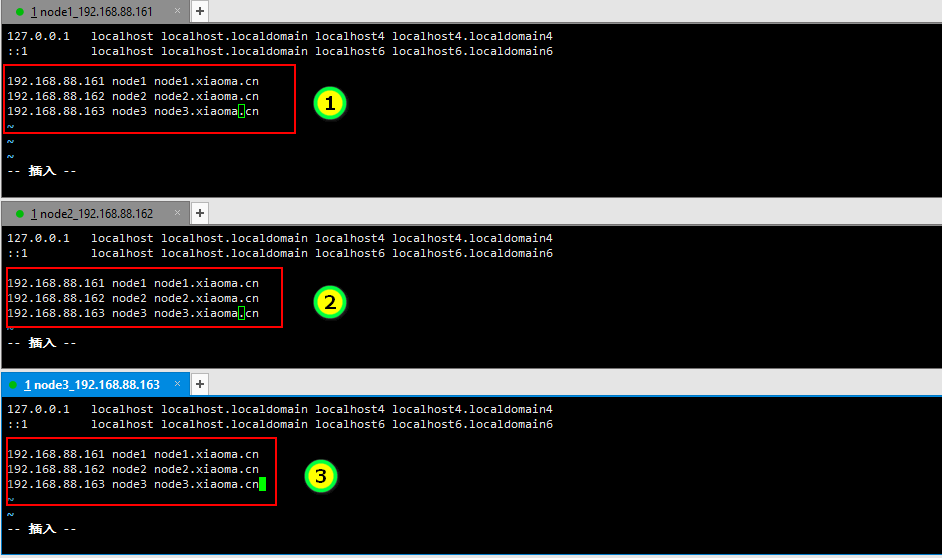 1 node1_192.168.88.161 × +
127.0.0.1   localhost localhost.localdomain localhost4 localhost4.localdomain4
::1         localhost localhost.localdomain localhost6 localhost6.localdomain6
192.168.88.161 node1 node1.xiaoma.cn
192.168.88.162 node2 node2.xiaoma.cn
192.168.88.163 node3 node3.xiaoma.cn
1
~
~
~
-- 插入 --
1 node2_192.168.88.162 × +
127.0.0.1   localhost localhost.localdomain localhost4 localhost4.localdomain4
::1         localhost localhost.localdomain localhost6 localhost6.localdomain6
192.168.88.161 node1 node1.xiaoma.cn
192.168.88.162 node2 node2.xiaoma.cn
192.168.88.163 node3 node3.xiaoma.cn
2
~
-- 插入 --
1 node3_192.168.88.163 × +
127.0.0.1   localhost localhost.localdomain localhost4 localhost4.localdomain4
::1         localhost localhost.localdomain localhost6 localhost6.localdomain6
192.168.88.161 node1 node1.xiaoma.cn
192.168.88.162 node2 node2.xiaoma.cn
192.168.88.163 node3 node3.xiaoma.cn
3
~
~
-- 插入 --